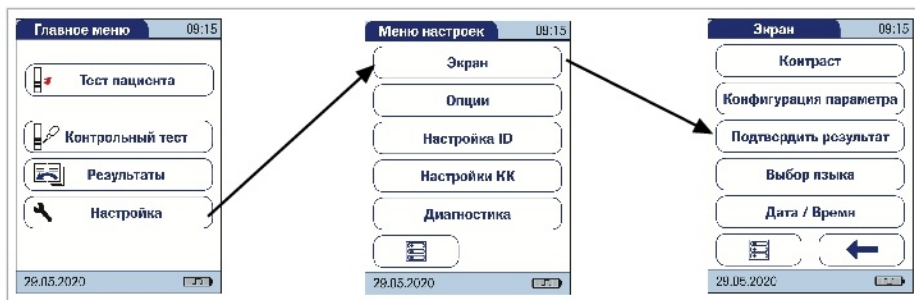 Главное меню 09:15
Тест пациента
Контрольный тест
Результаты
Настройка
29.05.2020
Меню настроек 09:15
Экран
Опции
Настройка ID
Настройки КК
Диагностика
29.05.2020
Экран 09:15
Контраст
Конфигурация параметра
Подтвердить результат
Выбор языка
Дата / Время
29.05.2020